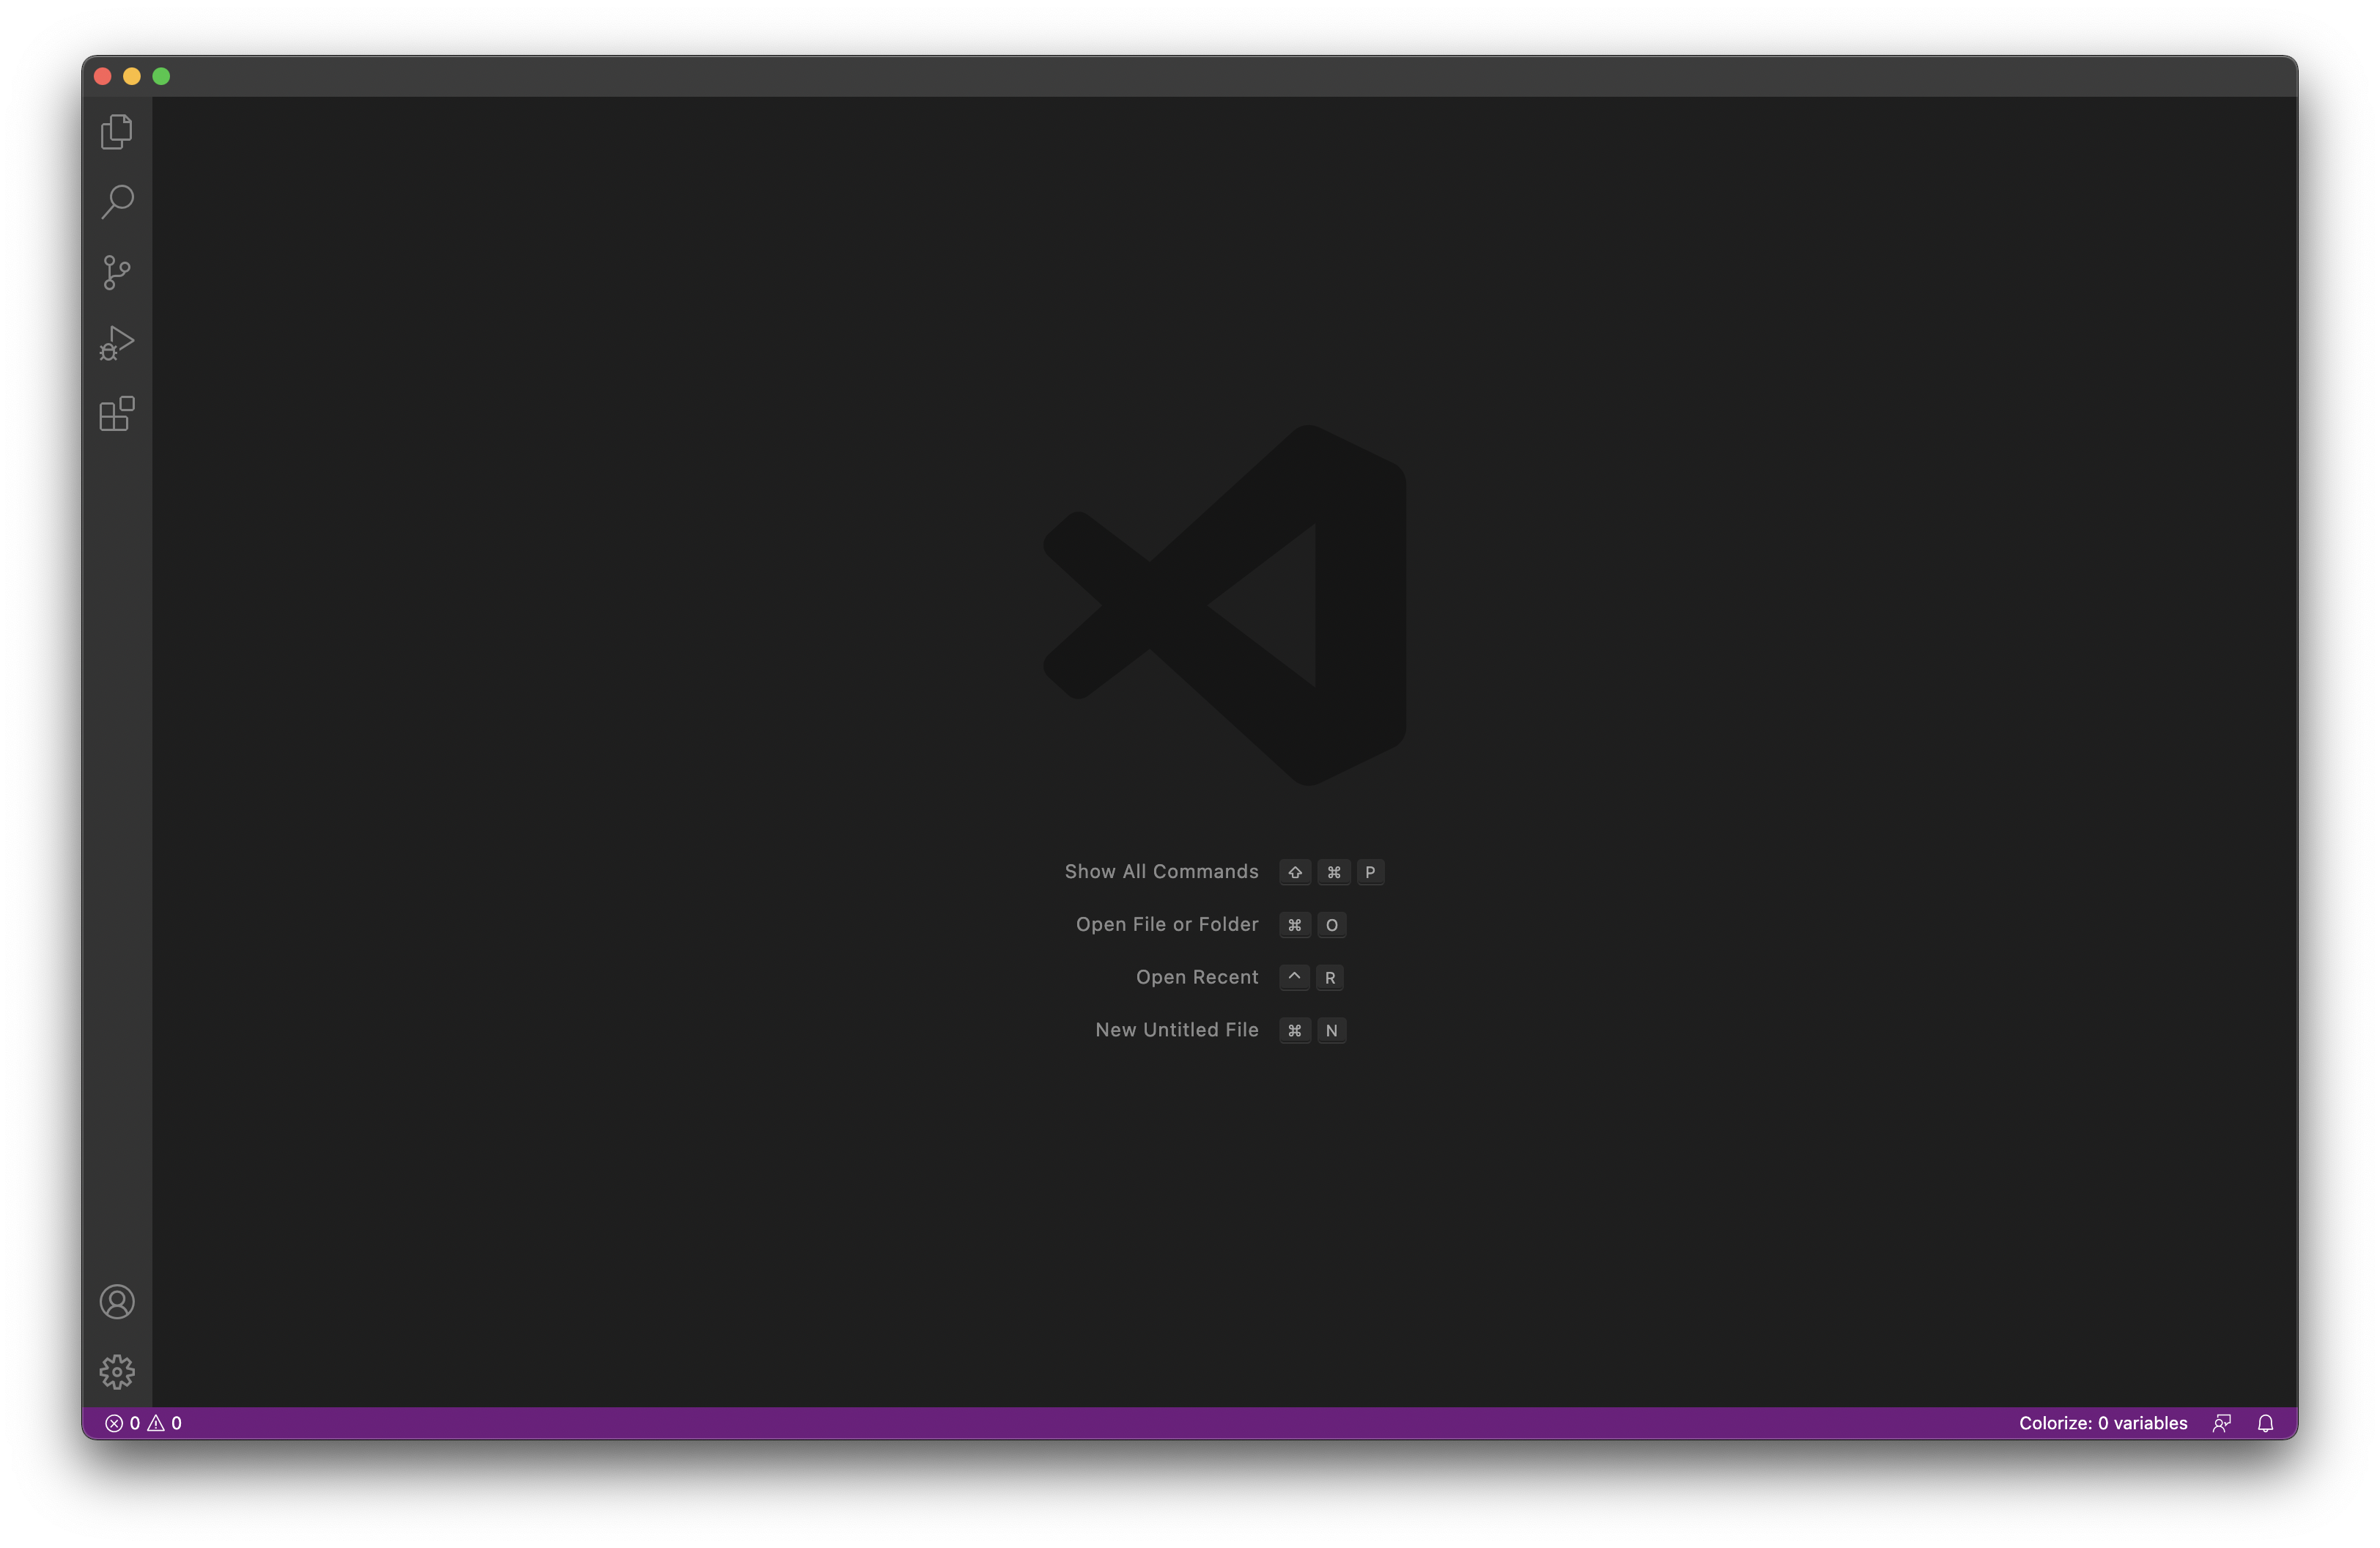 Show All Commands ⇧ ⌘ P
Open File or Folder ⌘ O
Open Recent ^ R
New Untitled File ⌘ N
0 0 Colorize: 0 variables